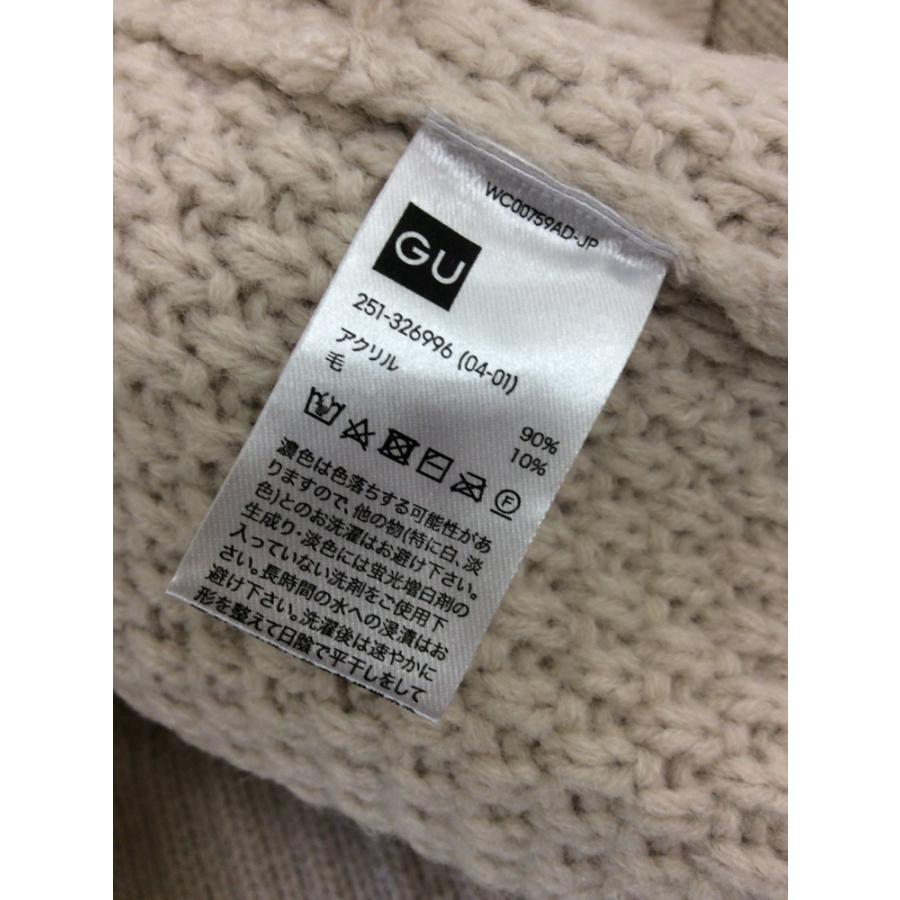 WC00759AD-JP
GU
251-326996 (04-01)
アクリル 90%
毛 10%
F
濃色は色落ちする可能性があ
りますので、他の物(特に白、淡
色)とのお洗濯はお避け下さい。
生成り・淡色には蛍光増白剤の
入っていない洗剤をご使用下
さい。長時間の水への浸漬はお
避け下さい。洗濯後は速やかに
形を整えて日陰で平干しをして